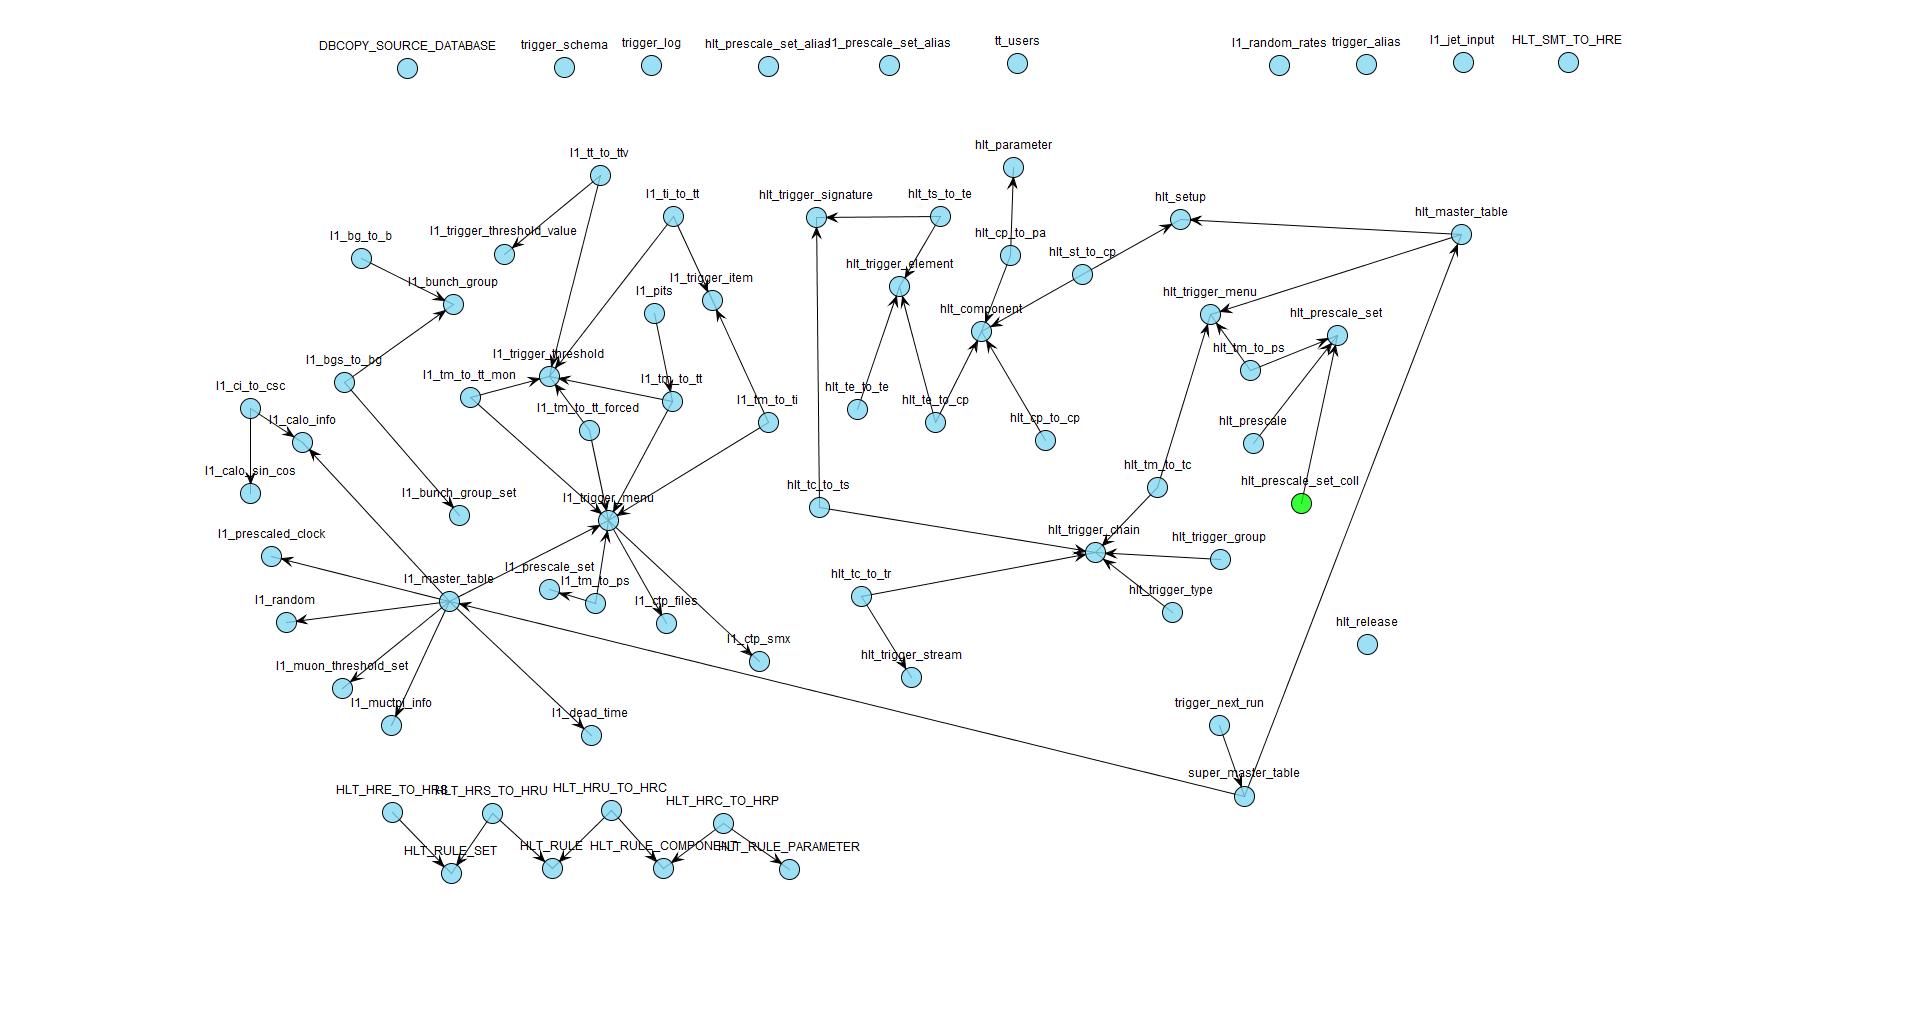 DBCOPY_SOURCE_DATABASE
trigger_schema
trigger_log
hlt_prescale_set_alias
l1_prescale_set_alias
tt_users
l1_random_rates
trigger_alias
l1_jet_input
HLT_SMT_TO_HRE
hlt_parameter
l1_tt_to_ttv
l1_ti_to_tt
hlt_trigger_signature
hlt_ts_to_te
hlt_setup
hlt_master_table
l1_bg_to_b
l1_trigger_threshold_value
hlt_cp_to_pa
hlt_st_to_cp
hlt_trigger_element
l1_bunch_group
l1_trigger_item
l1_pits
hlt_trigger_menu
hlt_component
hlt_prescale_set
l1_bgs_to_bg
l1_trigger_threshold
hlt_tm_to_ps
l1_ci_to_csc
l1_tm_to_tt_mon
l1_tm_to_tt
hlt_te_to_te
l1_calo_info
l1_tm_to_tt_forced
l1_tm_to_ti
hlt_te_to_cp
hlt_cp_to_cp
hlt_prescale
l1_calo_sin_cos
hlt_tm_to_tc
hlt_prescale_set_coll
l1_bunch_group_set
l1_trigger_menu
hlt_tc_to_ts
l1_prescaled_clock
hlt_trigger_chain
hlt_trigger_group
l1_master_table
l1_prescale_set
l1_tm_to_ps
hlt_tc_to_tr
hlt_trigger_type
l1_random
l1_ctp_files
hlt_release
l1_ctp_smx
hlt_trigger_stream
l1_muon_threshold_set
l1_muctpi_info
l1_dead_time
trigger_next_run
super_master_table
HLT_HRE_TO_HRS
HLT_HRS_TO_HRU
HLT_HRU_TO_HRC
HLT_HRC_TO_HRP
HLT_RULE_SET
HLT_RULE
HLT_RULE_COMPONENT
HLT_RULE_PARAMETER